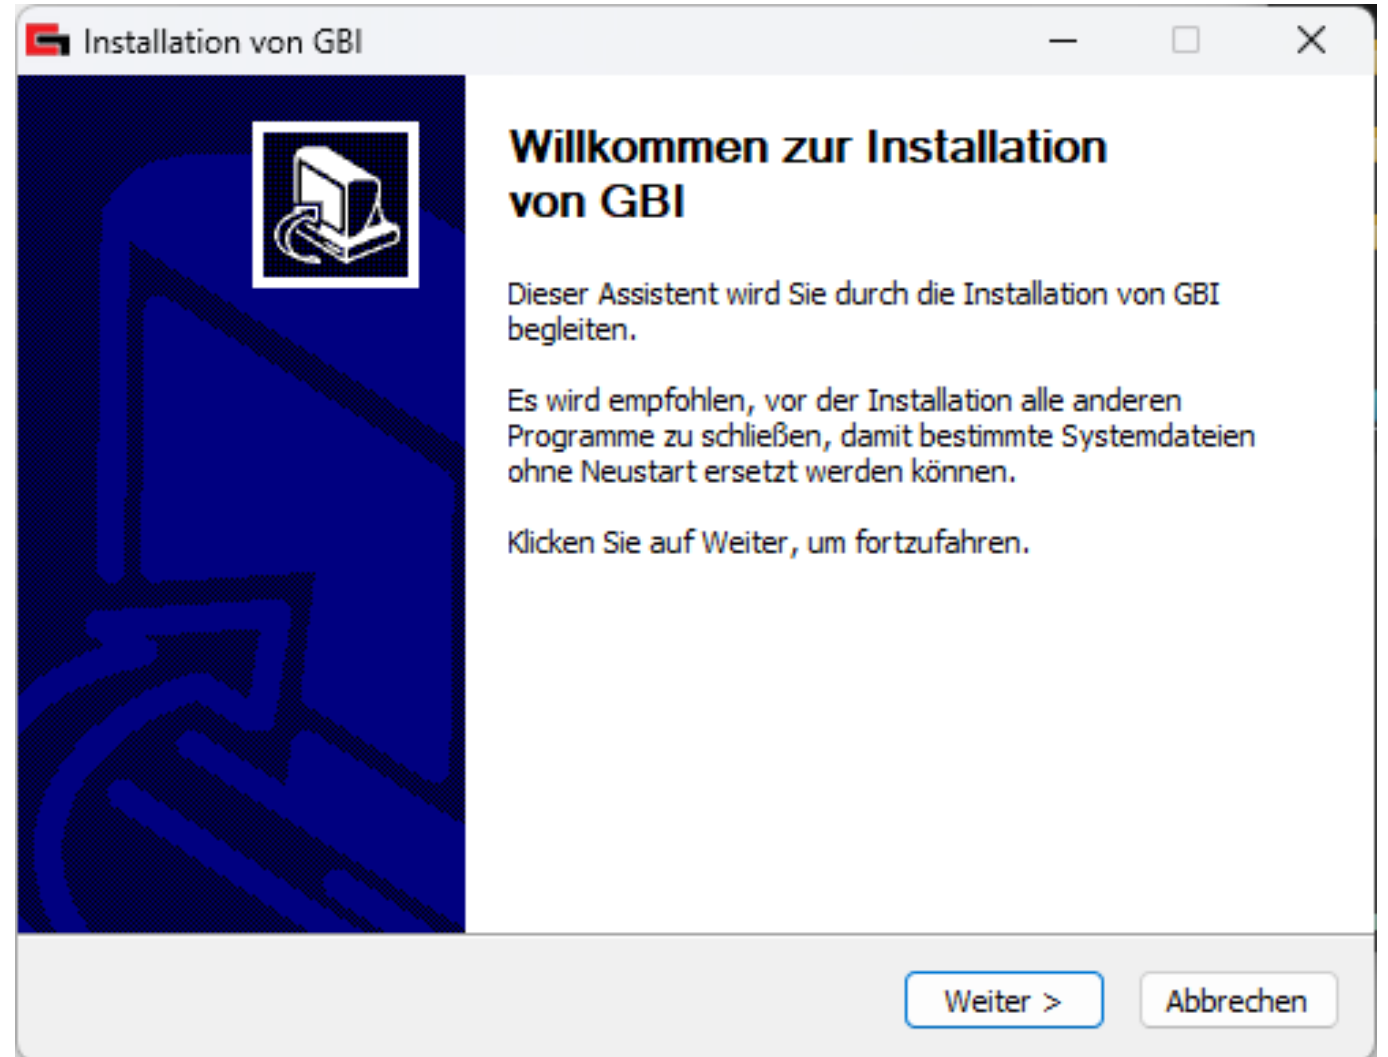 Installation von GBI
Willkommen zur Installation
von GBI
Dieser Assistent wird Sie durch die Installation von GBI
begleiten.
Es wird empfohlen, vor der Installation alle anderen
Programme zu schließen, damit bestimmte Systemdateien
ohne Neustart ersetzt werden können.
Klicken Sie auf Weiter, um fortzufahren.
Weiter >
Abbrechen